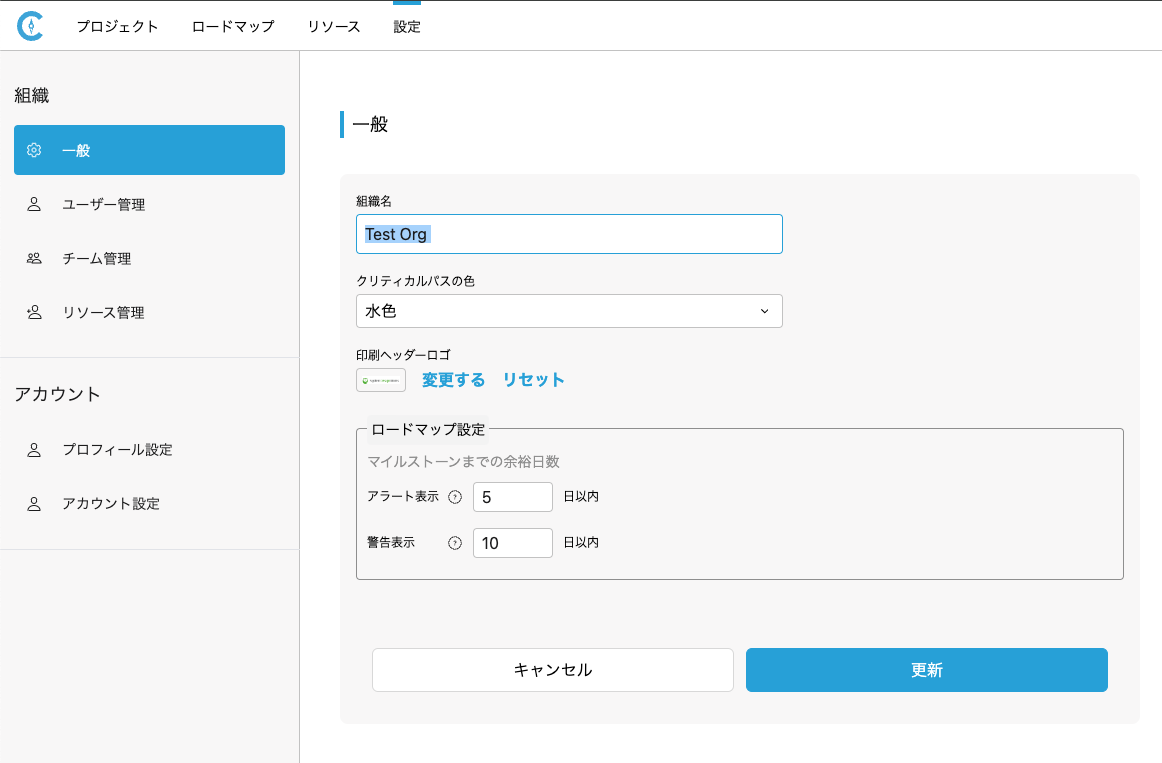 プロジェクト
ロードマップ
リソース
設定
組織
一般
ユーザー管理
チーム管理
リソース管理
アカウント
プロフィール設定
アカウント設定
一般
組織名
Test Org
クリティカルパスの色
水色
印刷ヘッダーロゴ
変更する
リセット
ロードマップ設定
マイルストーンまでの余裕日数
アラート表示 ? 5 日以内
警告表示 ? 10 日以内
キャンセル
更新